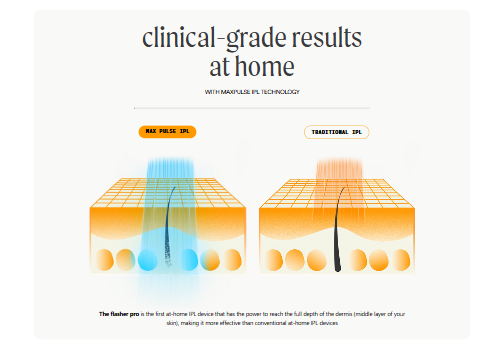 clinical-grade results
at home
WITH MAXPULSE IPL TECHNOLOGY
MAX PULSE IPL
TRADITIONAL IPL
The flasher pro is the first at-home IPL device that has the power to reach the full depth of the dermis (middle layer of your
skin), making it more effective than conventional at-home IPL devices